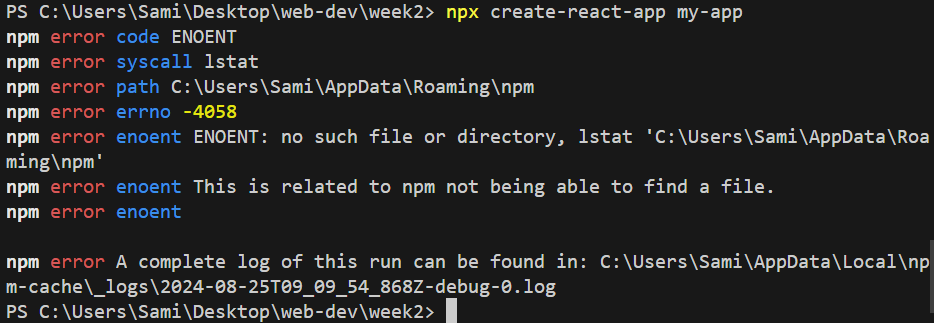 PS C:\Users\Sami\Desktop\web-dev\week2> npx create-react-app my-app
npm error code ENOENT
npm error syscall lstat
npm error path C:\Users\Sami\AppData\Roaming\npm
npm error errno -4058
npm error enoent ENOENT: no such file or directory, lstat 'C:\Users\Sami\AppData\Roa
ming\npm'
npm error enoent This is related to npm not being able to find a file.
npm error enoent
npm error A complete log of this run can be found in: C:\Users\Sami\AppData\Local\np
m-cache\_logs\2024-08-25T09_09_54_868Z-debug-0.log
PS C:\Users\Sami\Desktop\web-dev\week2>